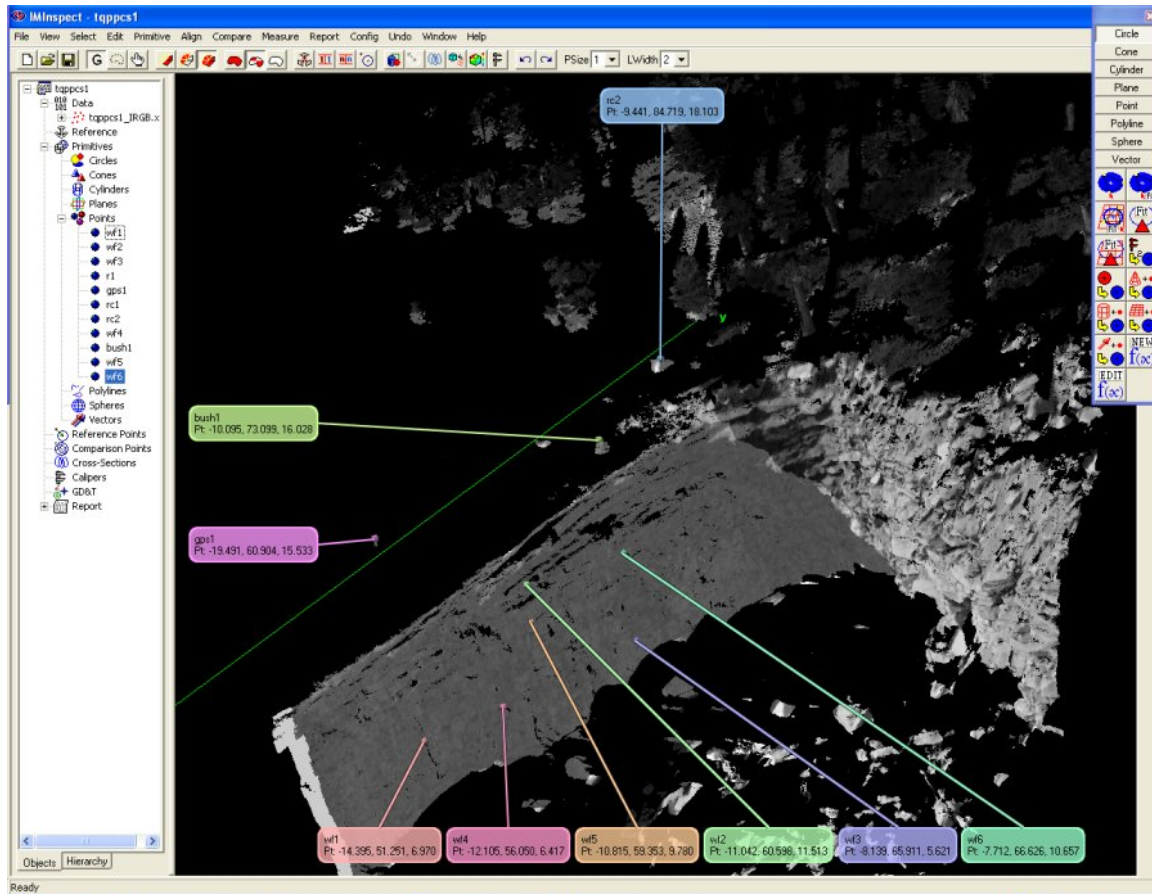 IMInspect - tqppcs1
File View Select Edit Primitive Align Compare Measure Report Config Undo Window Help
G PSize 1 LWidth 2
tqppcs1
Data
tqppcs1_IRGB.x
Reference
Primitives
Circles
Cones
Cylinders
Planes
Points
wf1
wf2
wf3
r1
gps1
rc1
rc2
wf4
bush1
wf5
wf6
Polylines
Spheres
Vectors
Reference Points
Comparison Points
Cross-Sections
Calipers
GD&T
Report
Objects Hierarchy
Ready
rc2
Pt: -9.441, 84.719, 18.103
y
bush1
Pt: -10.095, 73.099, 16.028
gps1
Pt: -19.491, 60.904, 15.533
wf1
Pt: -14.395, 51.251, 6.970
wf4
Pt: -12.105, 56.050, 6.417
wf5
Pt: -10.815, 59.353, 9.780
wf2
Pt: -11.042, 60.598, 11.513
wf3
Pt: -8.139, 65.911, 5.621
wf6
Pt: -7.712, 66.626, 10.657
Circle
Cone
Cylinder
Plane
Point
Polyline
Sphere
Vector
Fit
Fit
NEW
f(x)
EDIT
f(x)